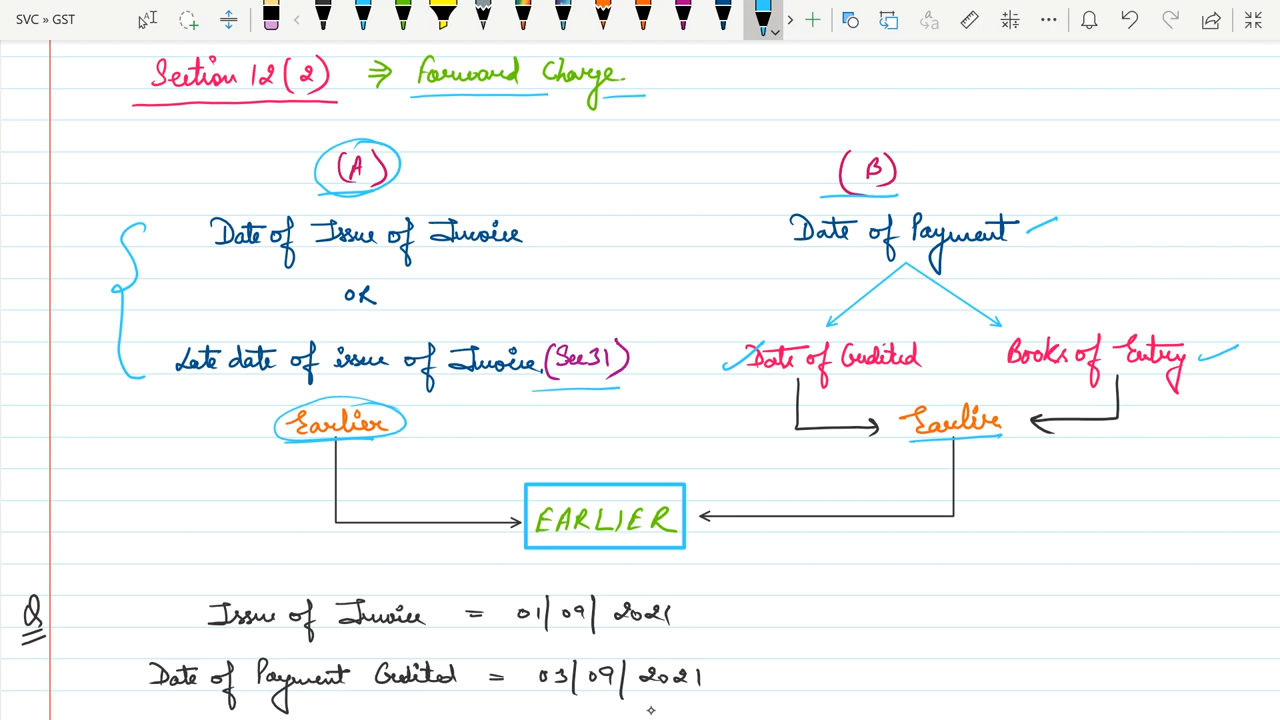 SVC » GST
Section 12(2) ⇒ Forward Charge.
(A) (B)
Date of Issue of Invoice Date of Payment
OR
Late date of issue of Invoice. (Sec 31) Date of Credited Books of Entry
Earlier Earlire
EARLIER
Q Issue of Invoice = 01/09/2021
Date of Payment Credited = 03/09/2021